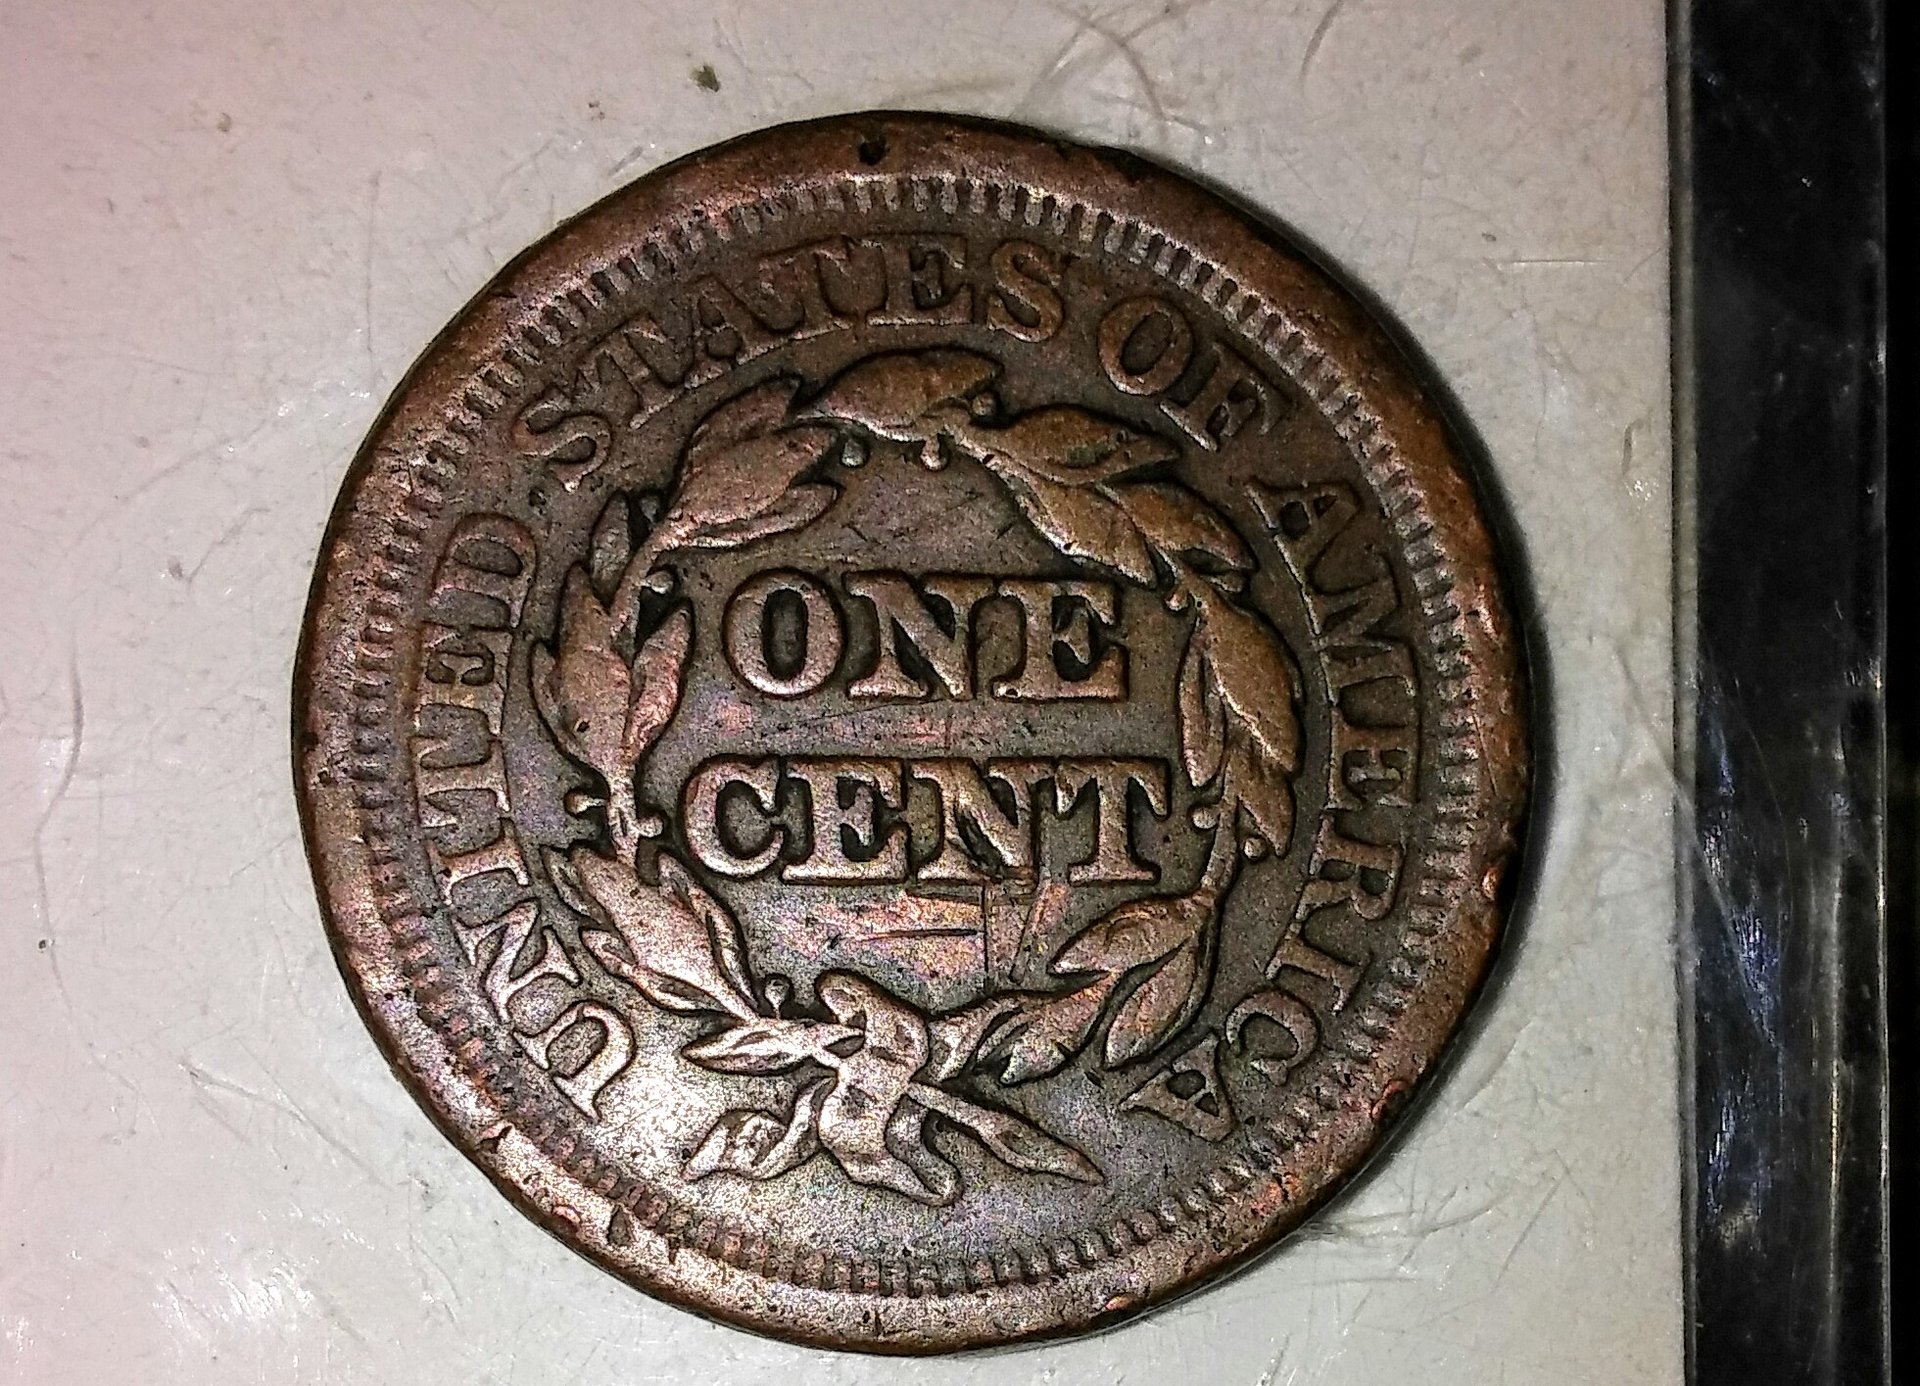 UNITED STATES OF AMERICA
ONE
CENT